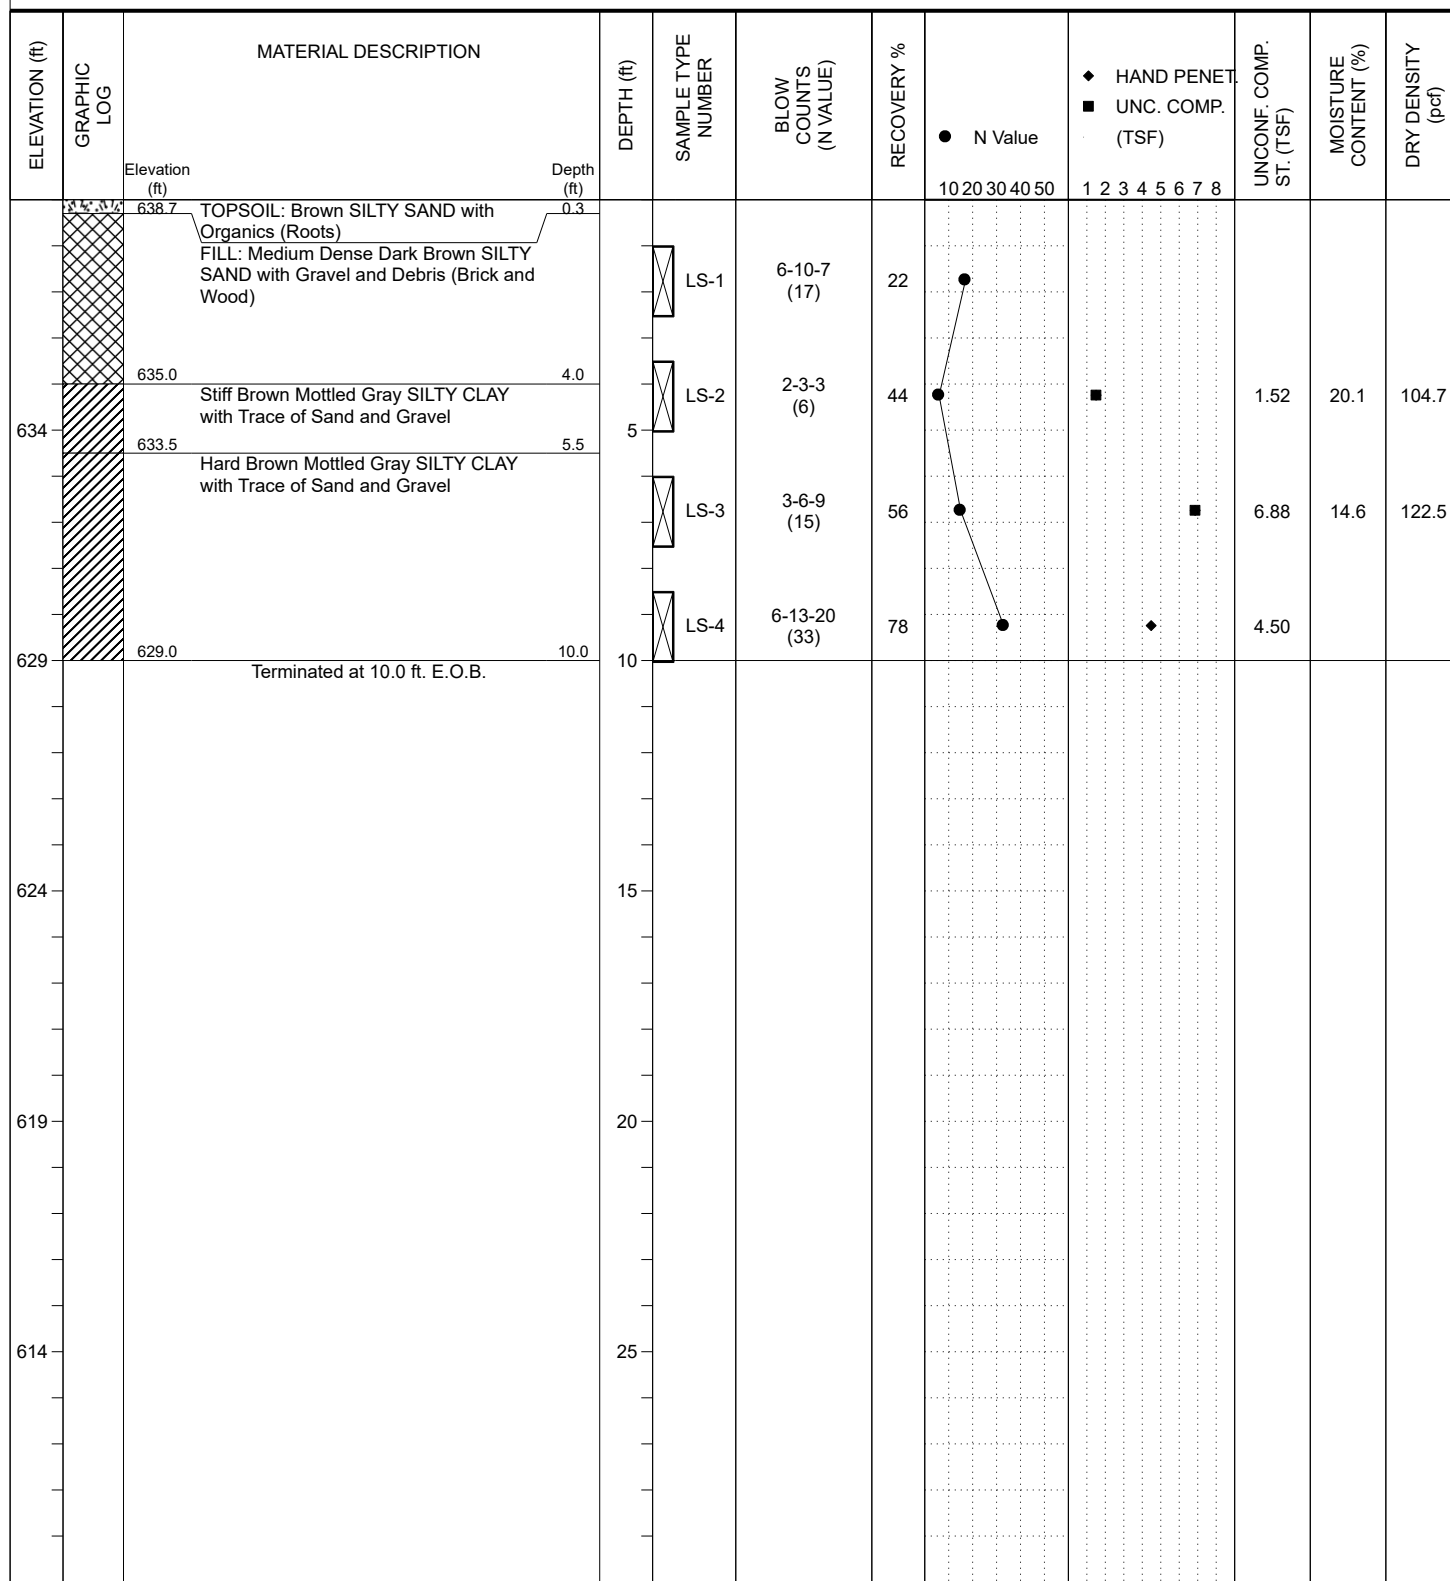 ELEVATION (ft)
GRAPHIC
LOG
MATERIAL DESCRIPTION
Elevation
(ft)
Depth
(ft)
DEPTH (ft)
SAMPLE TYPE
NUMBER
BLOW
COUNTS
(N VALUE)
RECOVERY %
N Value
10 20 30 40 50
HAND PENET.
UNC. COMP.
(TSF)
1 2 3 4 5 6 7 8
UNCONF. COMP.
ST. (TSF)
MOISTURE
CONTENT (%)
DRY DENSITY
(pcf)
638.7 TOPSOIL: Brown SILTY SAND with 0.3
Organics (Roots)
FILL: Medium Dense Dark Brown SILTY
SAND with Gravel and Debris (Brick and
Wood)
LS-1 6-10-7 22
(17)
635.0 4.0
Stiff Brown Mottled Gray SILTY CLAY
with Trace of Sand and Gravel
LS-2 2-3-3 44 1.52 20.1 104.7
(6)
634 5
633.5 5.5
Hard Brown Mottled Gray SILTY CLAY
with Trace of Sand and Gravel
LS-3 3-6-9 56 6.88 14.6 122.5
(15)
LS-4 6-13-20 78 4.50
(33)
629.0 10.0
629 10
Terminated at 10.0 ft. E.O.B.
624 15
619 20
614 25